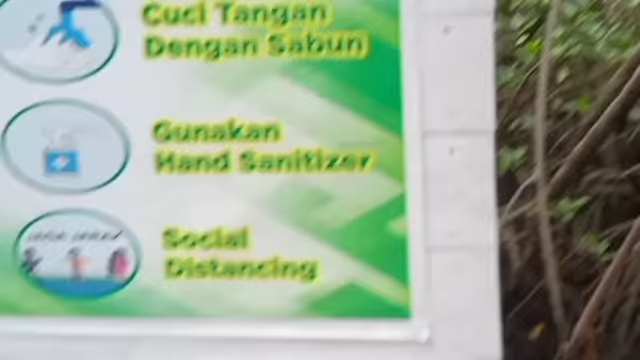 Cuci Tangan
Dengan Sabun
Gunakan
Hand Sanitizer
Social
Distancing